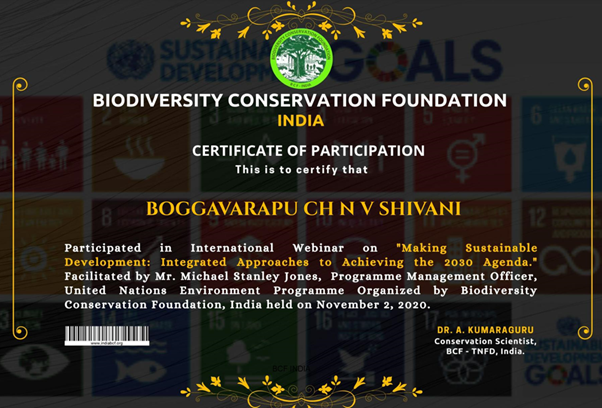 SUSTAINABLE
DEVELOPMENT
GOALS
BIODIVERSITY CONSERVATION FOUNDATION
INDIA
CERTIFICATE OF PARTICIPATION
This is to certify that
BOGGAVARAPU CH N V SHIVANI
Participated in International Webinar on "Making Sustainable
Development: Integrated Approaches to Achieving the 2030 Agenda."
Facilitated by Mr. Michael Stanley Jones, Programme Management Officer,
United Nations Environment Programme Organized by Biodiversity
Conservation Foundation, India held on November 2, 2020.
DR. A. KUMARAGURU
Conservation Scientist,
BCF - TNFD, India.